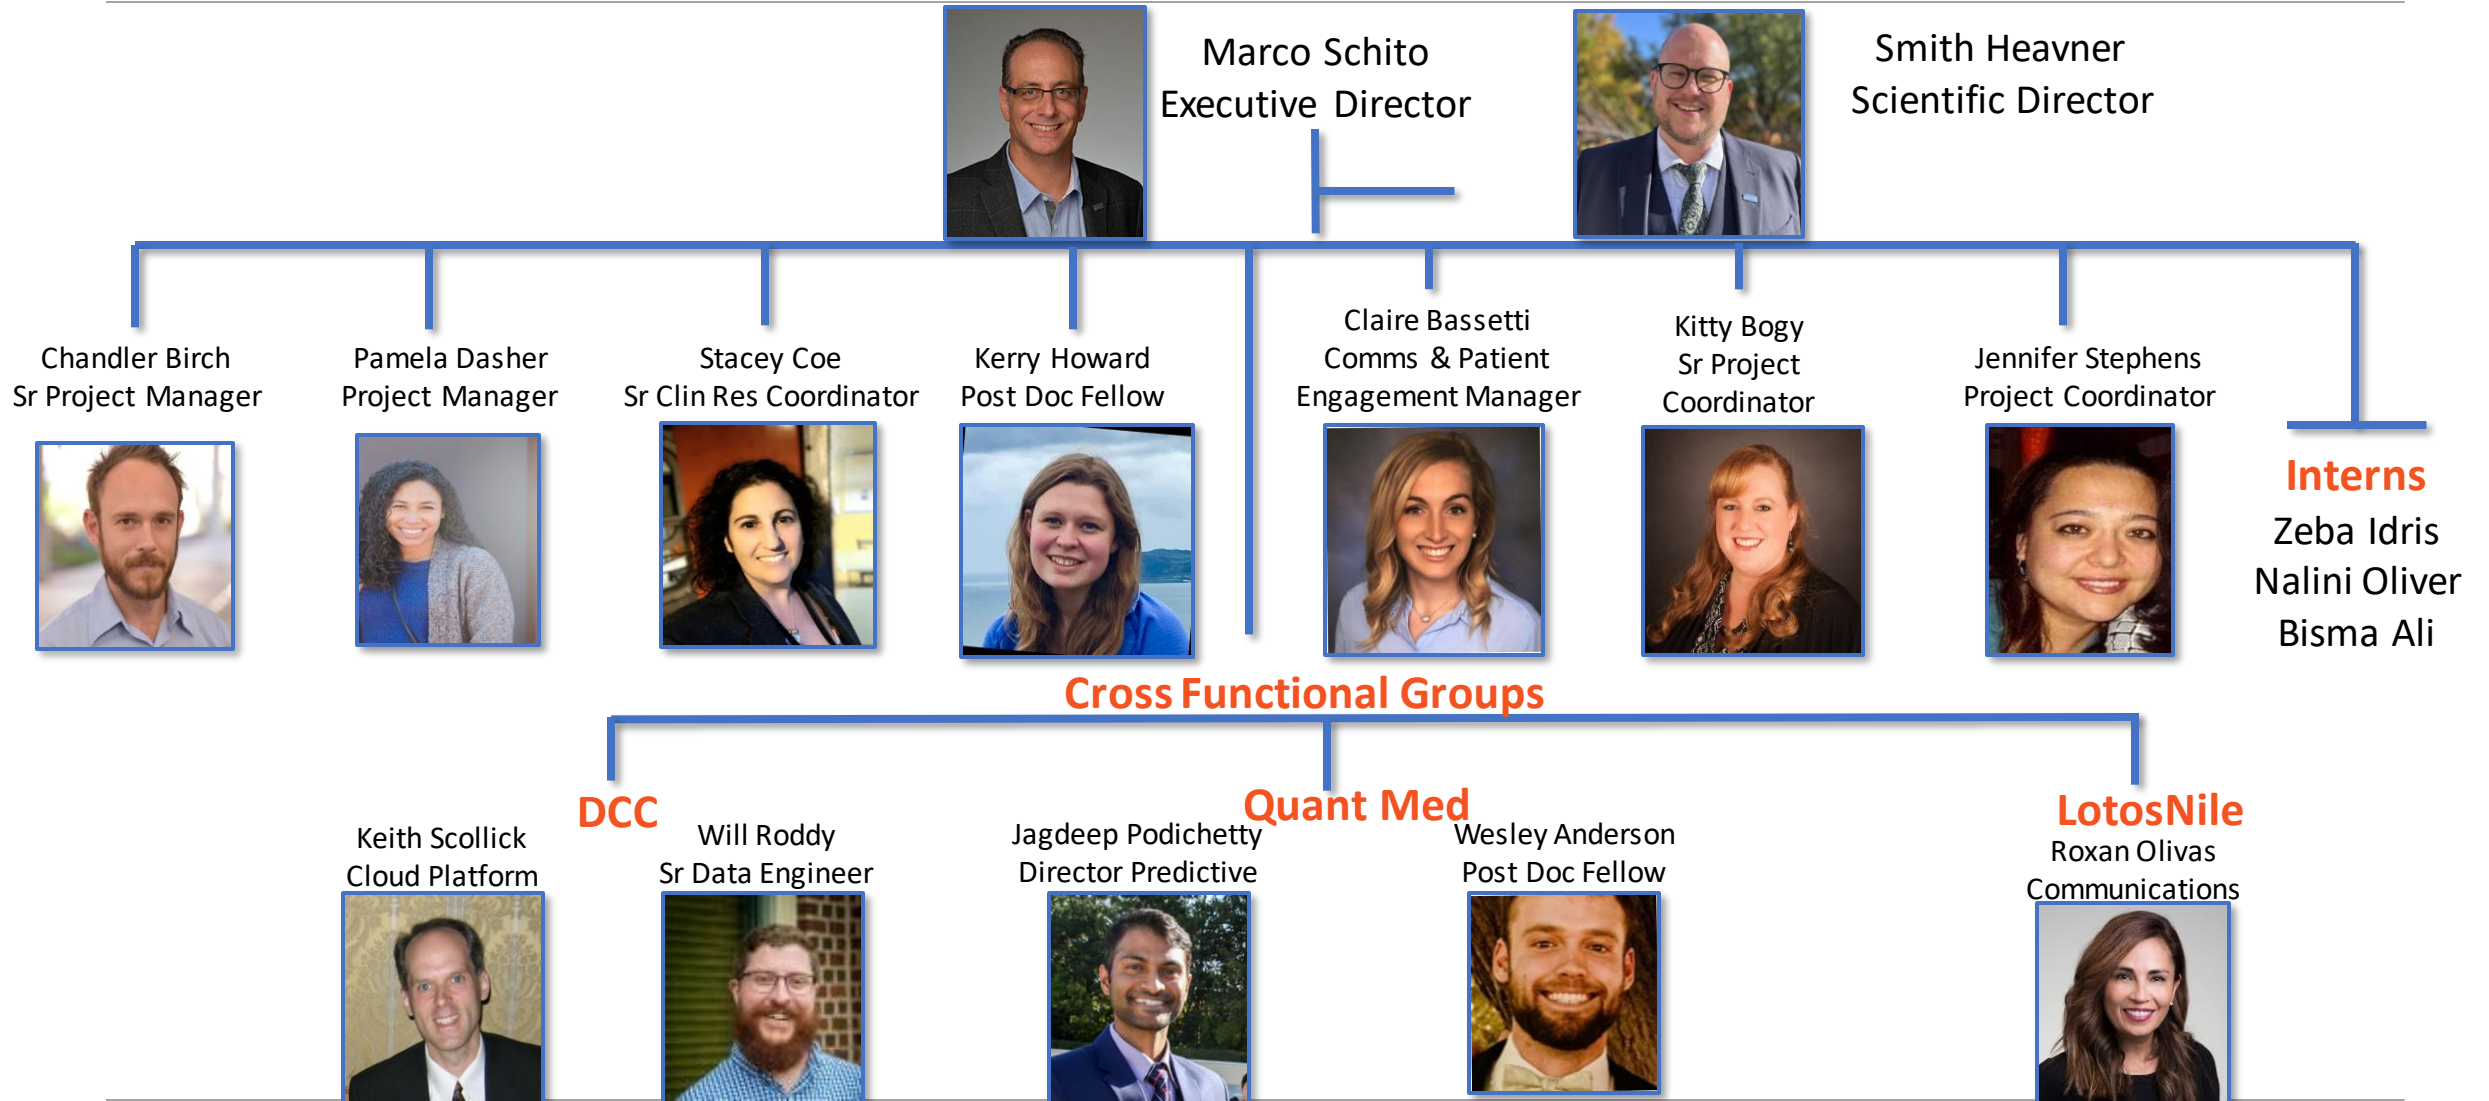 Marco Schito
Executive Director
Smith Heavner
Scientific Director
Chandler Birch
Sr Project Manager
Pamela Dasher
Project Manager
Stacey Coe
Sr Clin Res Coordinator
Kerry Howard
Post Doc Fellow
Claire Bassetti
Comms & Patient
Engagement Manager
Kitty Bogy
Sr Project
Coordinator
Jennifer Stephens
Project Coordinator
Interns
Zeba Idris
Nalini Oliver
Bisma Ali
Cross Functional Groups
DCC
Keith Scollick
Cloud Platform
Will Roddy
Sr Data Engineer
Quant Med
Jagdeep Podichetty
Director Predictive
Wesley Anderson
Post Doc Fellow
LotosNile
Roxan Olivas
Communications